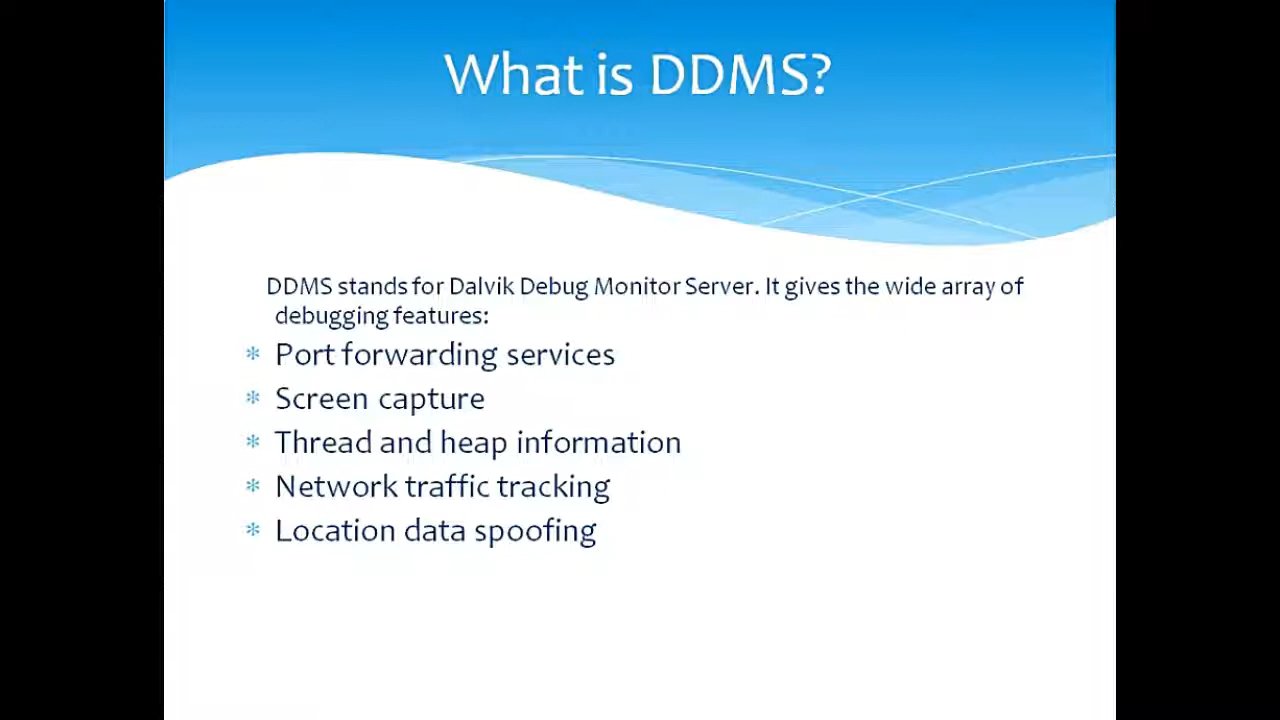 What is DDMS?
DDMS stands for Dalvik Debug Monitor Server. It gives the wide array of
debugging features:
* Port forwarding services
* Screen capture
* Thread and heap information
* Network traffic tracking
* Location data spoofing